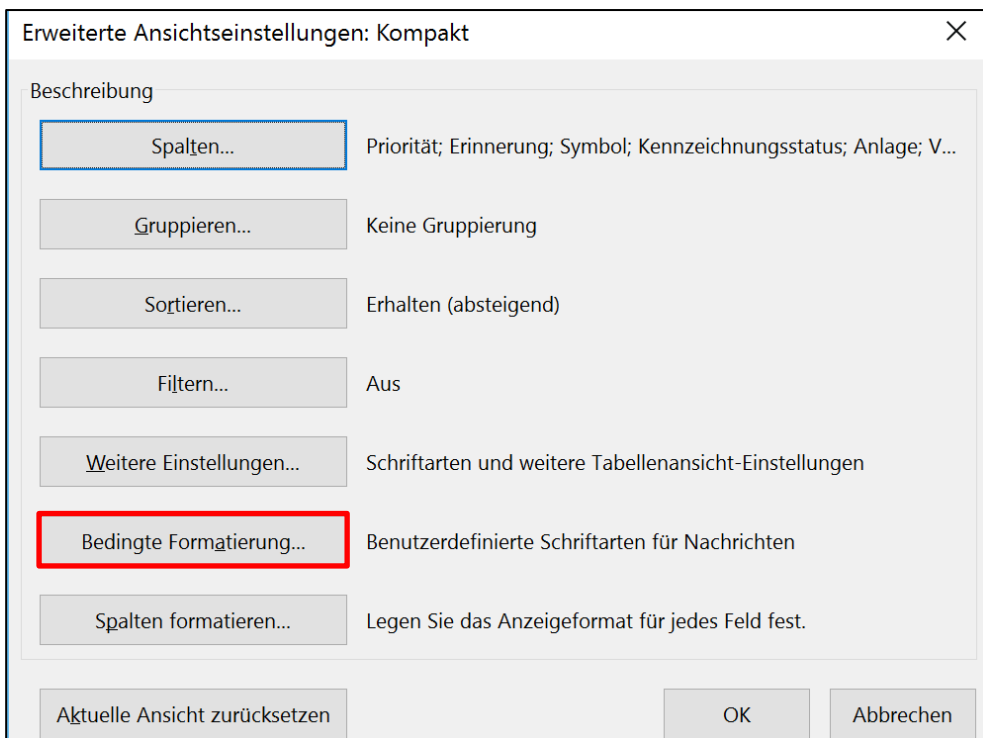 Erweiterte Ansichtseinstellungen: Kompakt
Beschreibung
Spalten... Priorität; Erinnerung; Symbol; Kennzeichnungsstatus; Anlage; V...
Gruppieren... Keine Gruppierung
Sortieren... Erhalten (absteigend)
Filtern... Aus
Weitere Einstellungen... Schriftarten und weitere Tabellenansicht-Einstellungen
Bedingte Formatierung... Benutzerdefinierte Schriftarten für Nachrichten
Spalten formatieren... Legen Sie das Anzeigeformat für jedes Feld fest.
Aktuelle Ansicht zurücksetzen OK Abbrechen